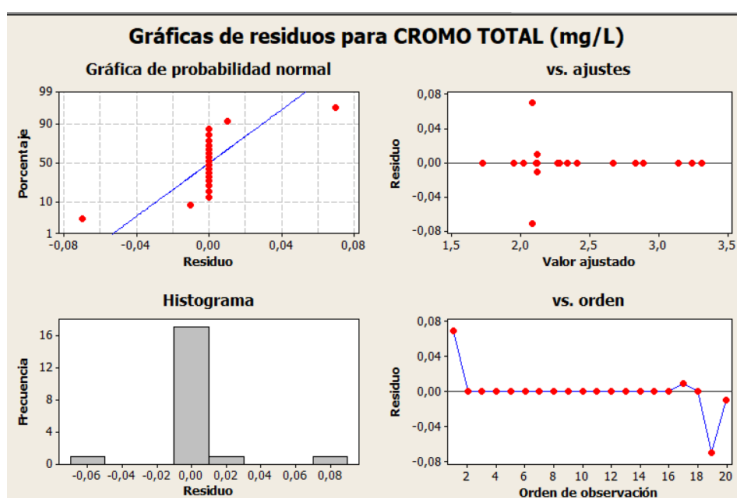 Gráficas de residuos para CROMO TOTAL (mg/L)
Gráfica de probabilidad normal
99
90
50
10
1
Porcentaje
-0,08 -0,04 0,00 0,04 0,08
Residuo
vs. ajustes
0,08
0,04
0,00
-0,04
-0,08
Residuo
1,5 2,0 2,5 3,0 3,5
Valor ajustado
Histograma
16
12
8
4
0
Frecuencia
-0,06 -0,04 -0,02 0,00 0,02 0,04 0,06 0,08
Residuo
vs. orden
0,08
0,04
0,00
-0,04
-0,08
Residuo
2 4 6 8 10 12 14 16 18 20
Orden de observación